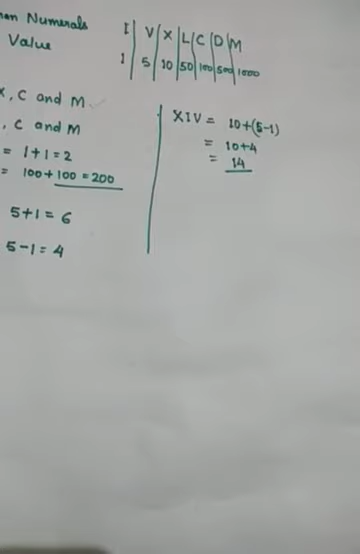 Roman Numerals I | V | X | L | C | D | M
Value 1 | 5 | 10 | 50 | 100 | 500 | 1000
X, C and M.
, C and M
= 1+1=2
= 100+100=200
5+1=6
5-1=4
XIV = 10+(5-1)
= 10+4
= 14